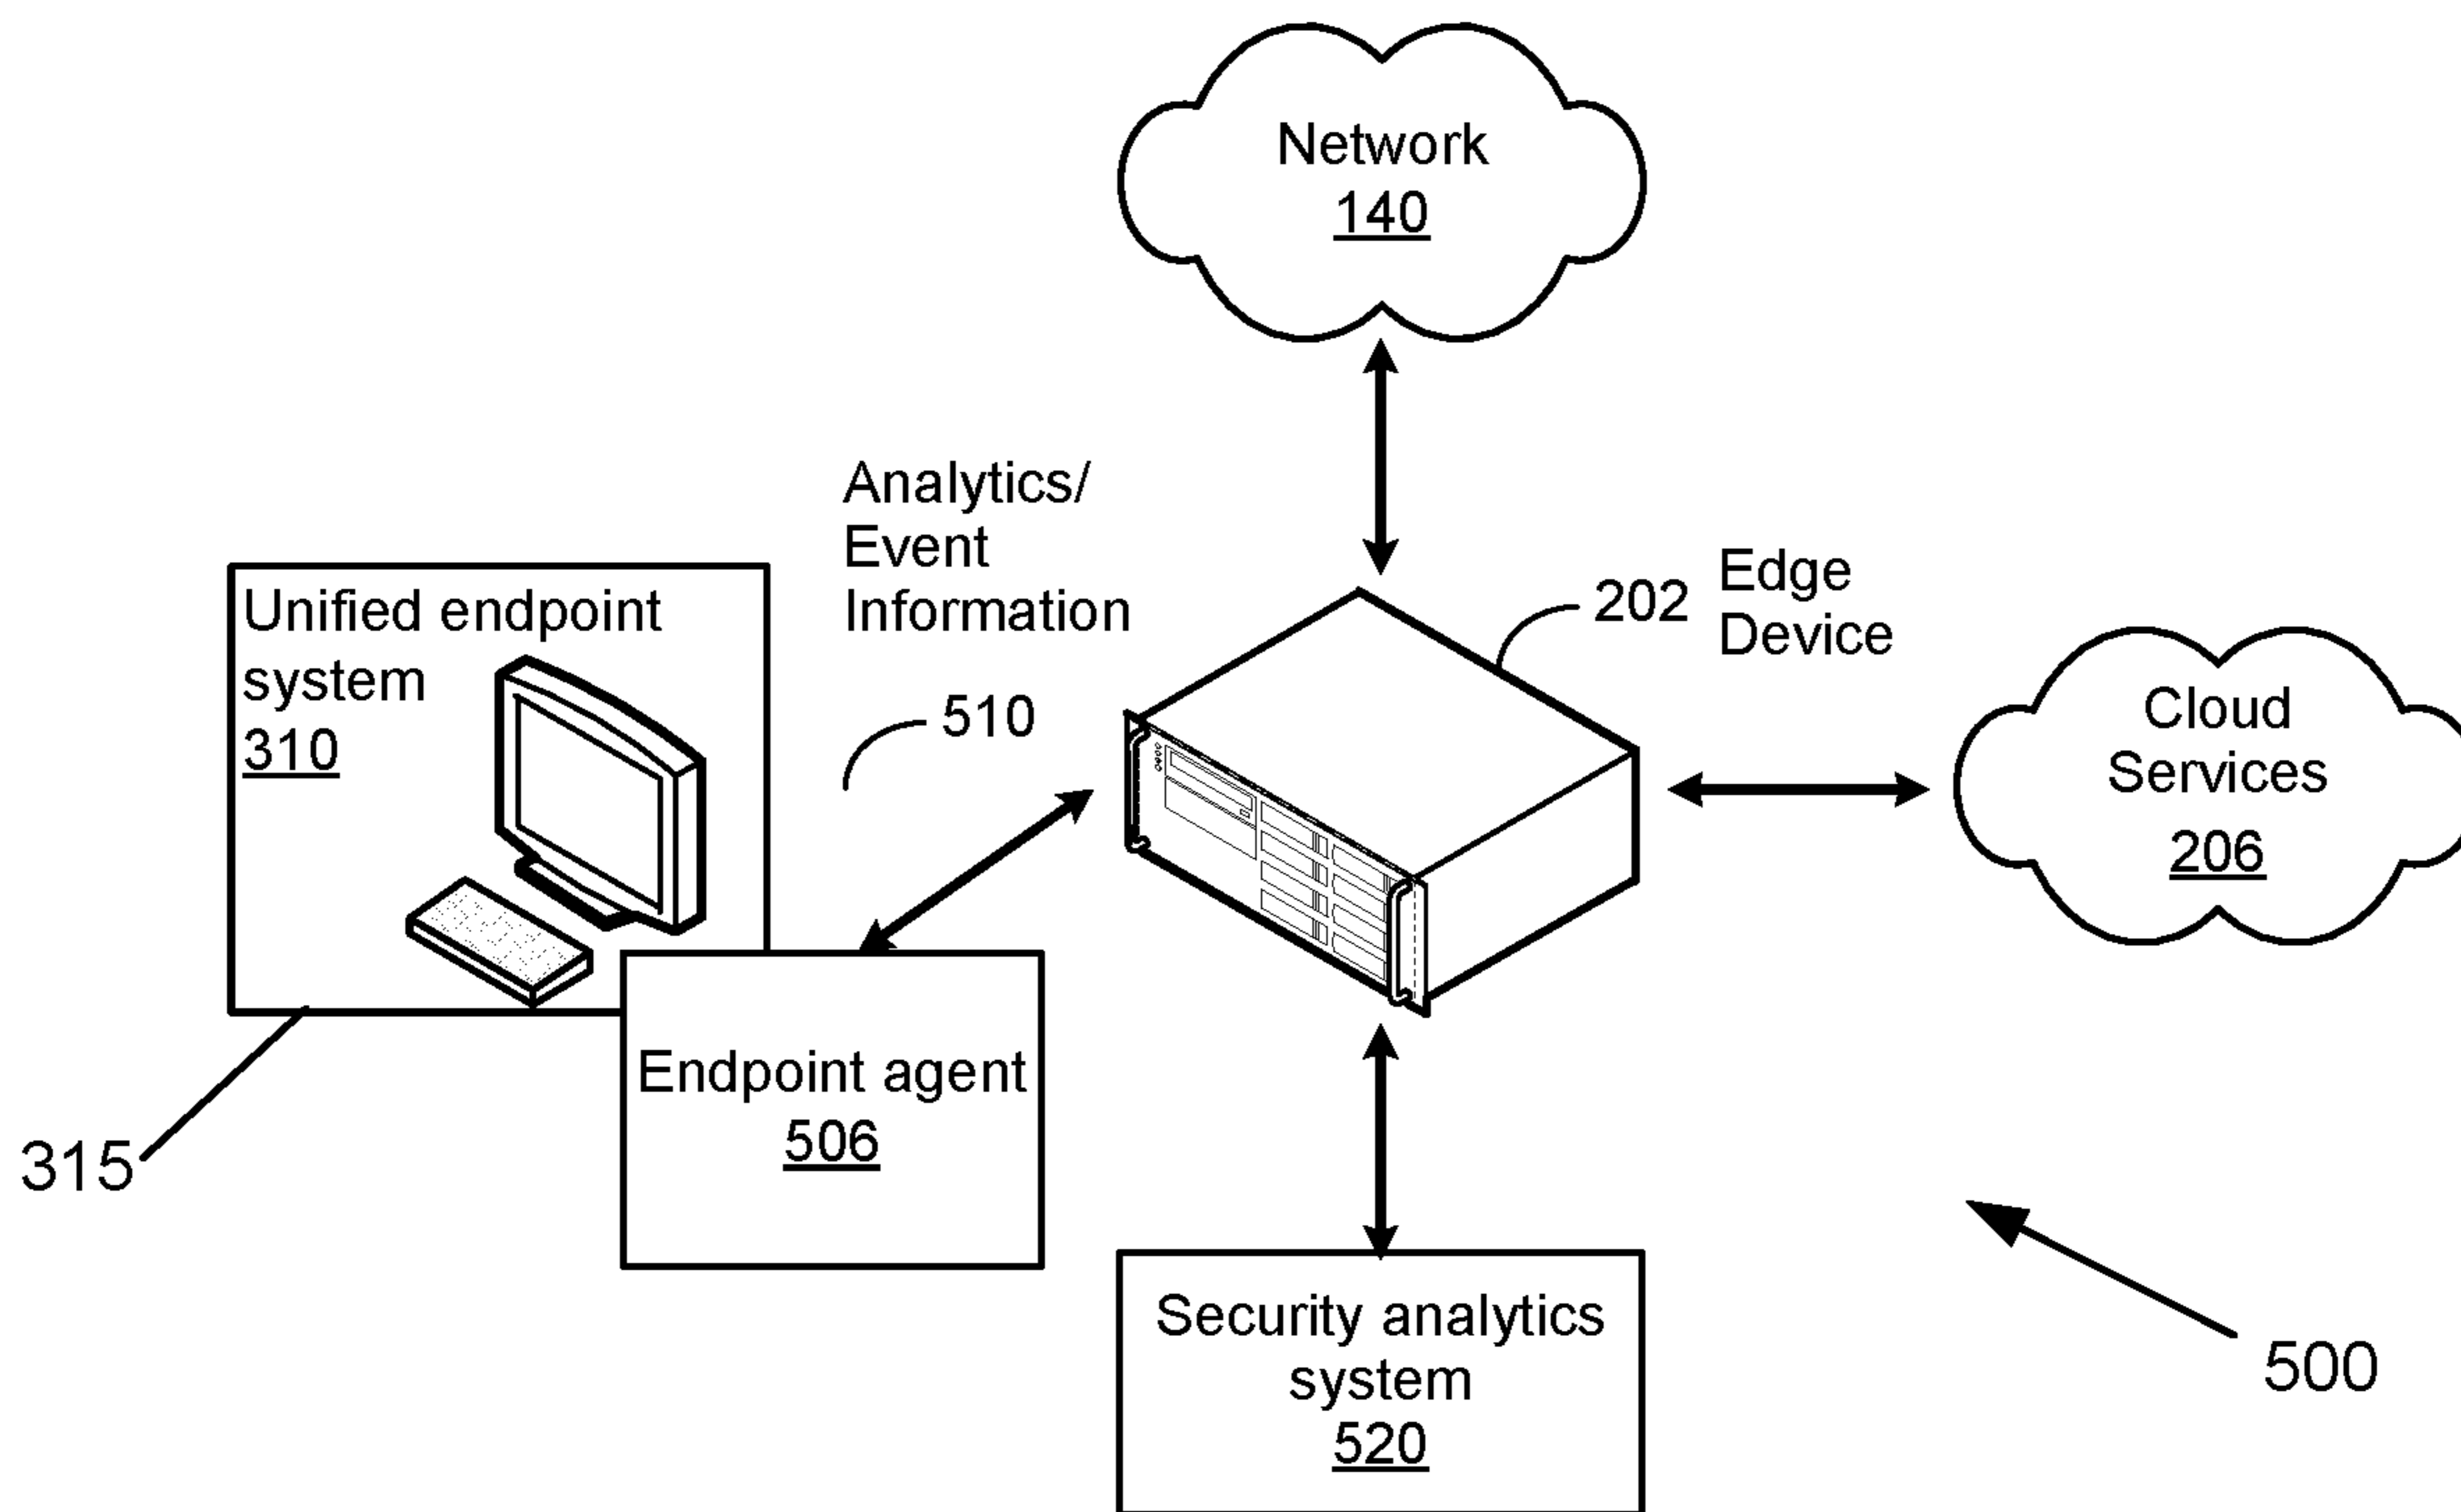 Network
140
Analytics/
Event
Information
510
202
Edge
Device
Unified endpoint
system
310
Cloud
Services
206
Endpoint agent
506
315
Security analytics
system
520
500